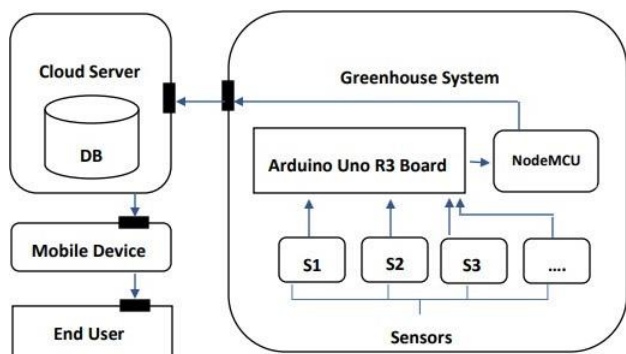 Cloud Server
DB
Mobile Device
End User
Greenhouse System
Arduino Uno R3 Board
NodeMCU
S1
S2
S3
....
Sensors